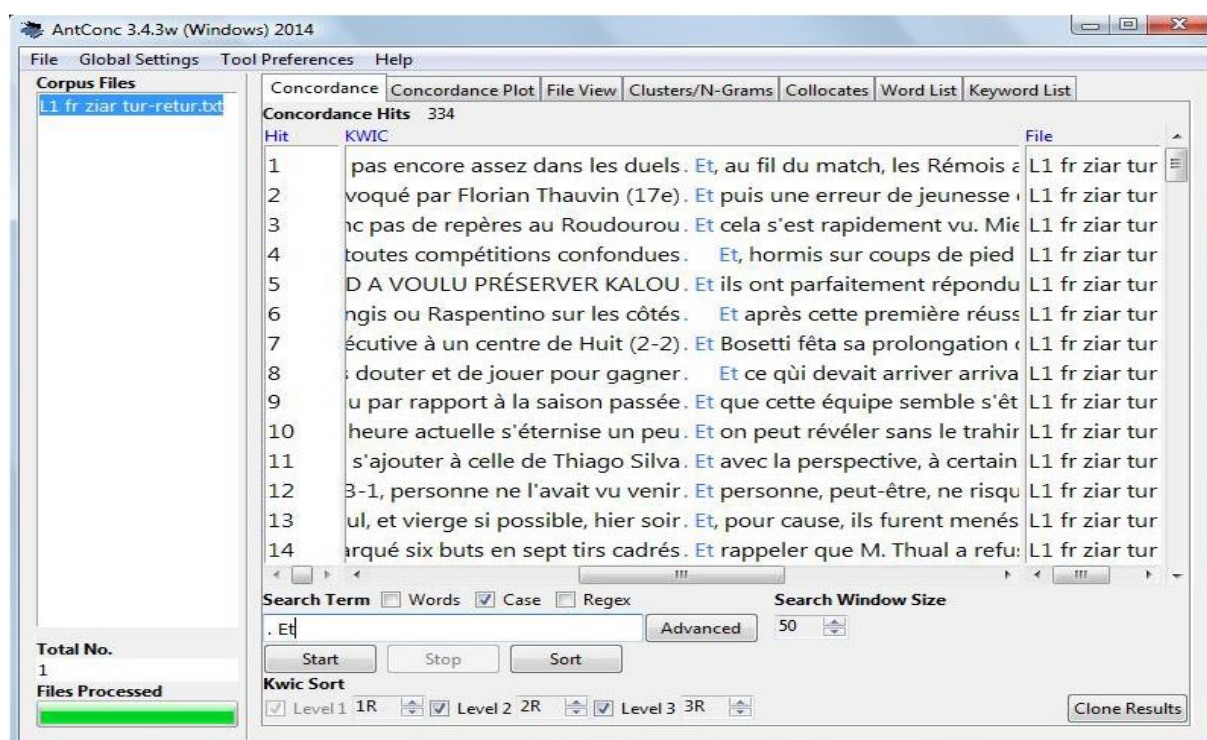 AntConc 3.4.3w (Windows) 2014
File Global Settings Tool Preferences Help
Corpus Files
L1 fr ziar tur-retur.txt
Concordance Concordance Plot File View Clusters/N-Grams Collocates Word List Keyword List
Concordance Hits 334
Hit KWIC File
1 pas encore assez dans les duels. Et, au fil du match, les Rémois L1 fr ziar tur
2 voqué par Florian Thauvin (17e). Et puis une erreur de jeunesse L1 fr ziar tur
3 nc pas de repères au Roudourou. Et cela s'est rapidement vu. Mie L1 fr ziar tur
4 toutes compétitions confondues. Et, hormis sur coups de pied L1 fr ziar tur
5 D A VOULU PRÉSERVER KALOU. Et ils ont parfaitement répondu L1 fr ziar tur
6 ngis ou Raspentino sur les côtés. Et après cette première réuss L1 fr ziar tur
7 écutive à un centre de Huit (2-2). Et Bosetti fêta sa prolongation L1 fr ziar tur
8 douter et de jouer pour gagner. Et ce qùi devait arriver arriva L1 fr ziar tur
9 u par rapport à la saison passée. Et que cette équipe semble s'êt L1 fr ziar tur
10 heure actuelle s'éternise un peu. Et on peut révéler sans le trahir L1 fr ziar tur
11 s'ajouter à celle de Thiago Silva. Et avec la perspective, à certain L1 fr ziar tur
12 3-1, personne ne l'avait vu venir. Et personne, peut-être, ne risqu L1 fr ziar tur
13 ul, et vierge si possible, hier soir. Et, pour cause, ils furent menés L1 fr ziar tur
14 arqué six buts en sept tirs cadrés. Et rappeler que M. Thual a refu L1 fr ziar tur
Search Term Words Case Regex Search Window Size
. Et Advanced 50
Total No.
1
Start Stop Sort
Files Processed
Kwic Sort
Level 1 1R Level 2 2R Level 3 3R Clone Results